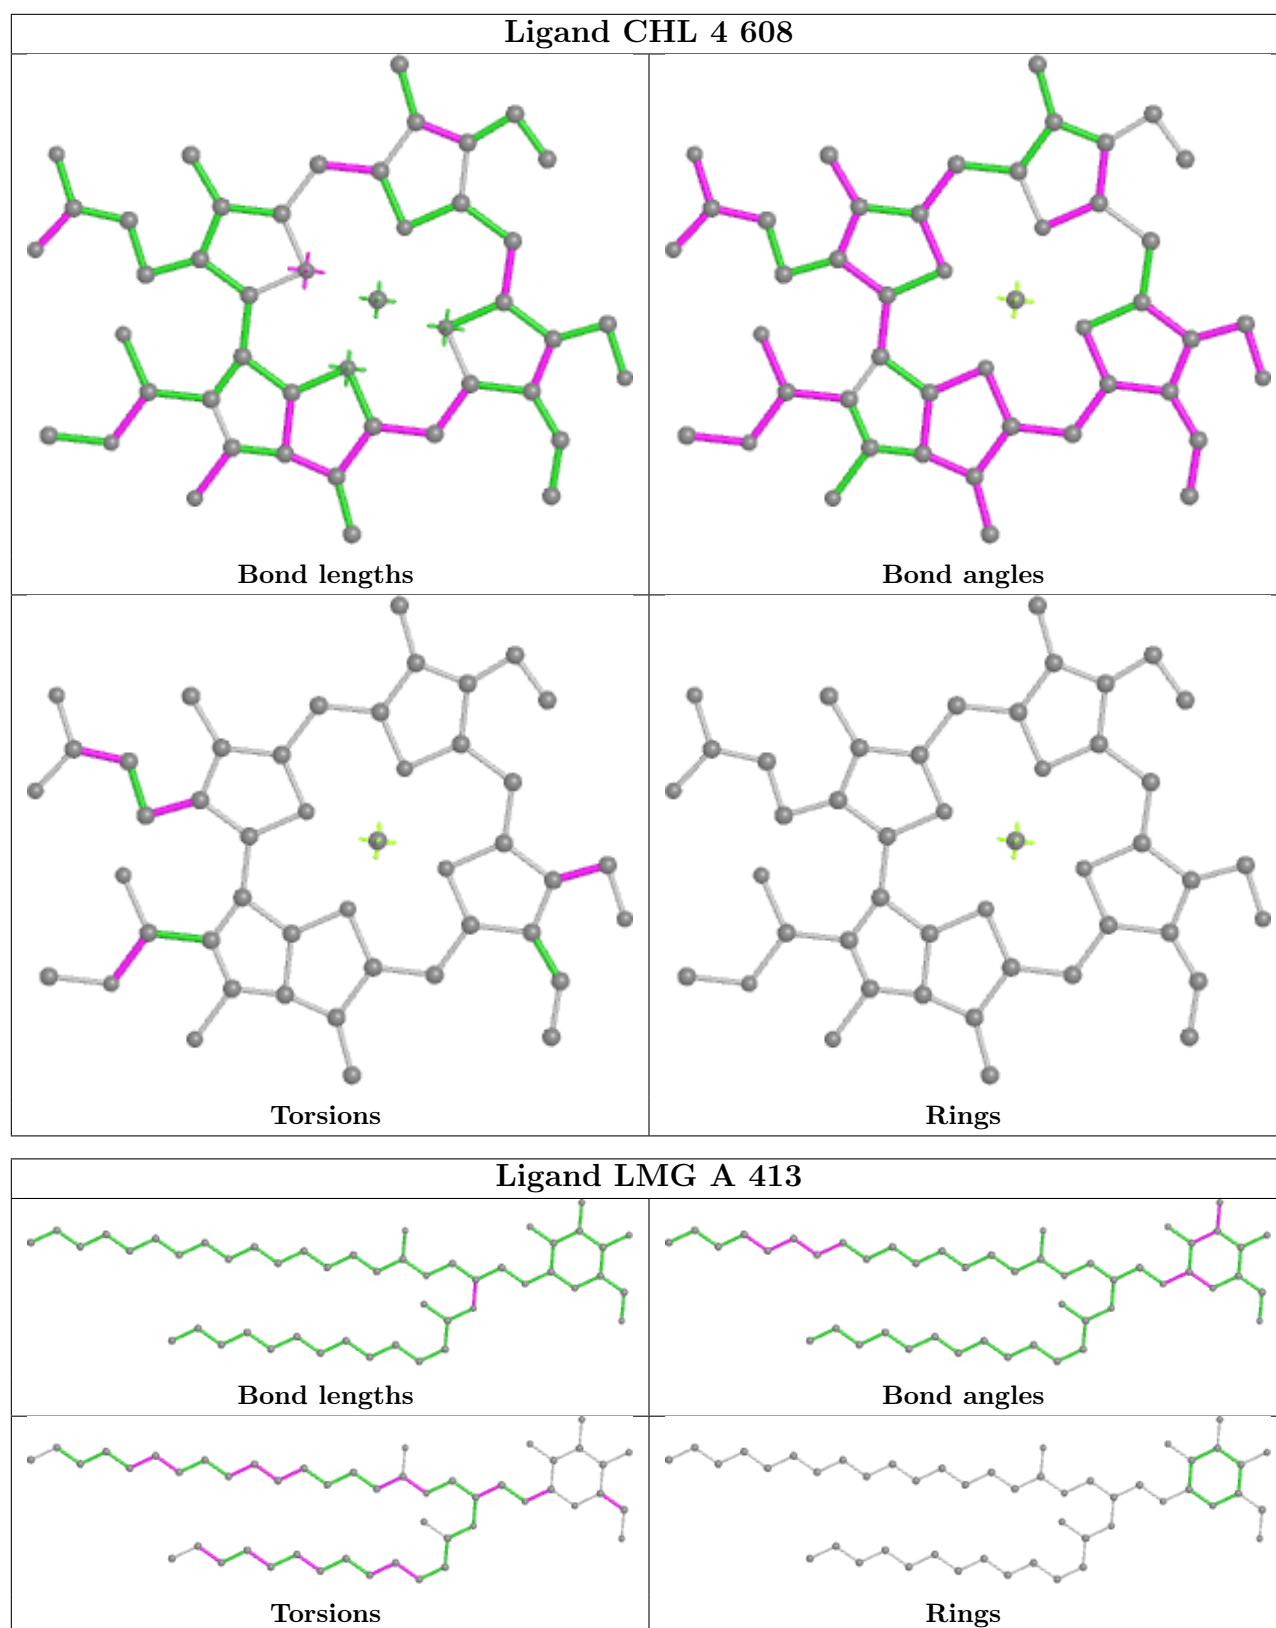 Ligand CHL 4 608
Bond lengths
Bond angles
Torsions
Rings
Ligand LMG A 413
Bond lengths
Bond angles
Torsions
Rings